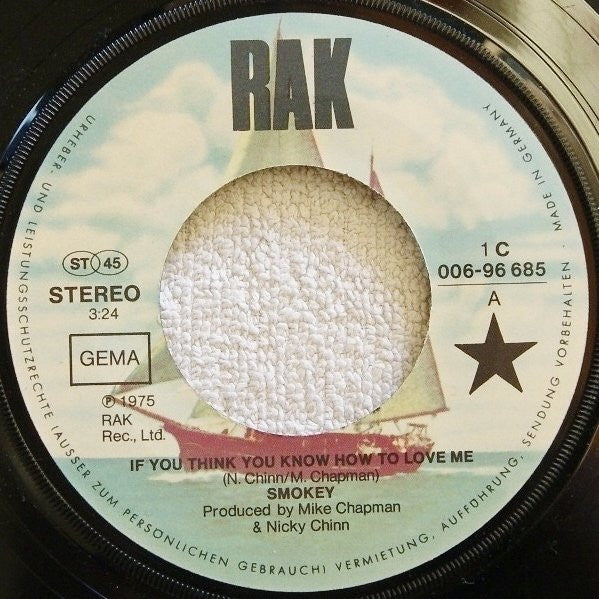 RAK
ST 45
STEREO
3:24
GEMA
℗ 1975
RAK
Rec., Ltd.
1 C
006-96 685
A
IF YOU THINK YOU KNOW HOW TO LOVE ME
(N. Chinn/M. Chapman)
SMOKEY
Produced by Mike Chapman
& Nicky Chinn
URHEBER- UND LEISTUNGSSCHUTZRECHTE (AUSSER ZUM PERSÖNLICHEN GEBRAUCH) VERMIETUNG, AUFFÜHRUNG, SENDUNG VORBEHALTEN · MADE IN GERMANY